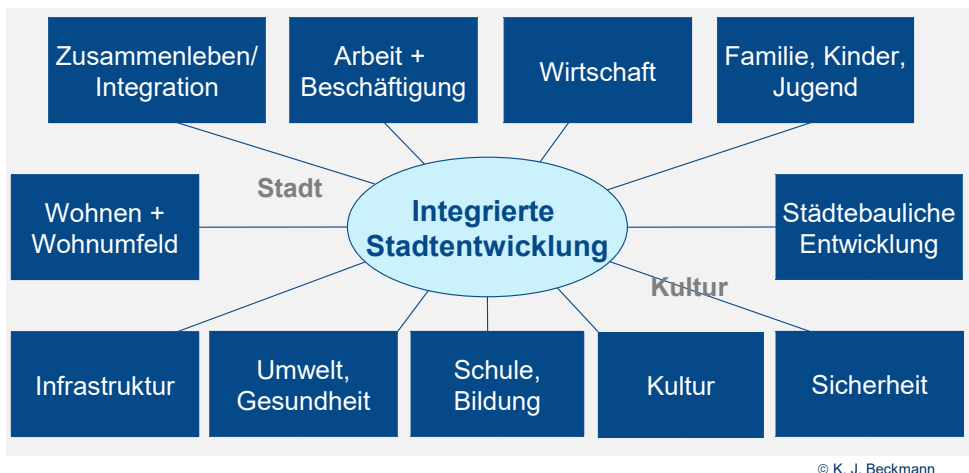 Zusammenleben/
Integration
Arbeit +
Beschäftigung
Wirtschaft
Familie, Kinder,
Jugend
Stadt
Wohnen +
Wohnumfeld
Integrierte
Stadtentwicklung
Städtebauliche
Entwicklung
Kultur
Infrastruktur
Umwelt,
Gesundheit
Schule,
Bildung
Kultur
Sicherheit
© K. J. Beckmann